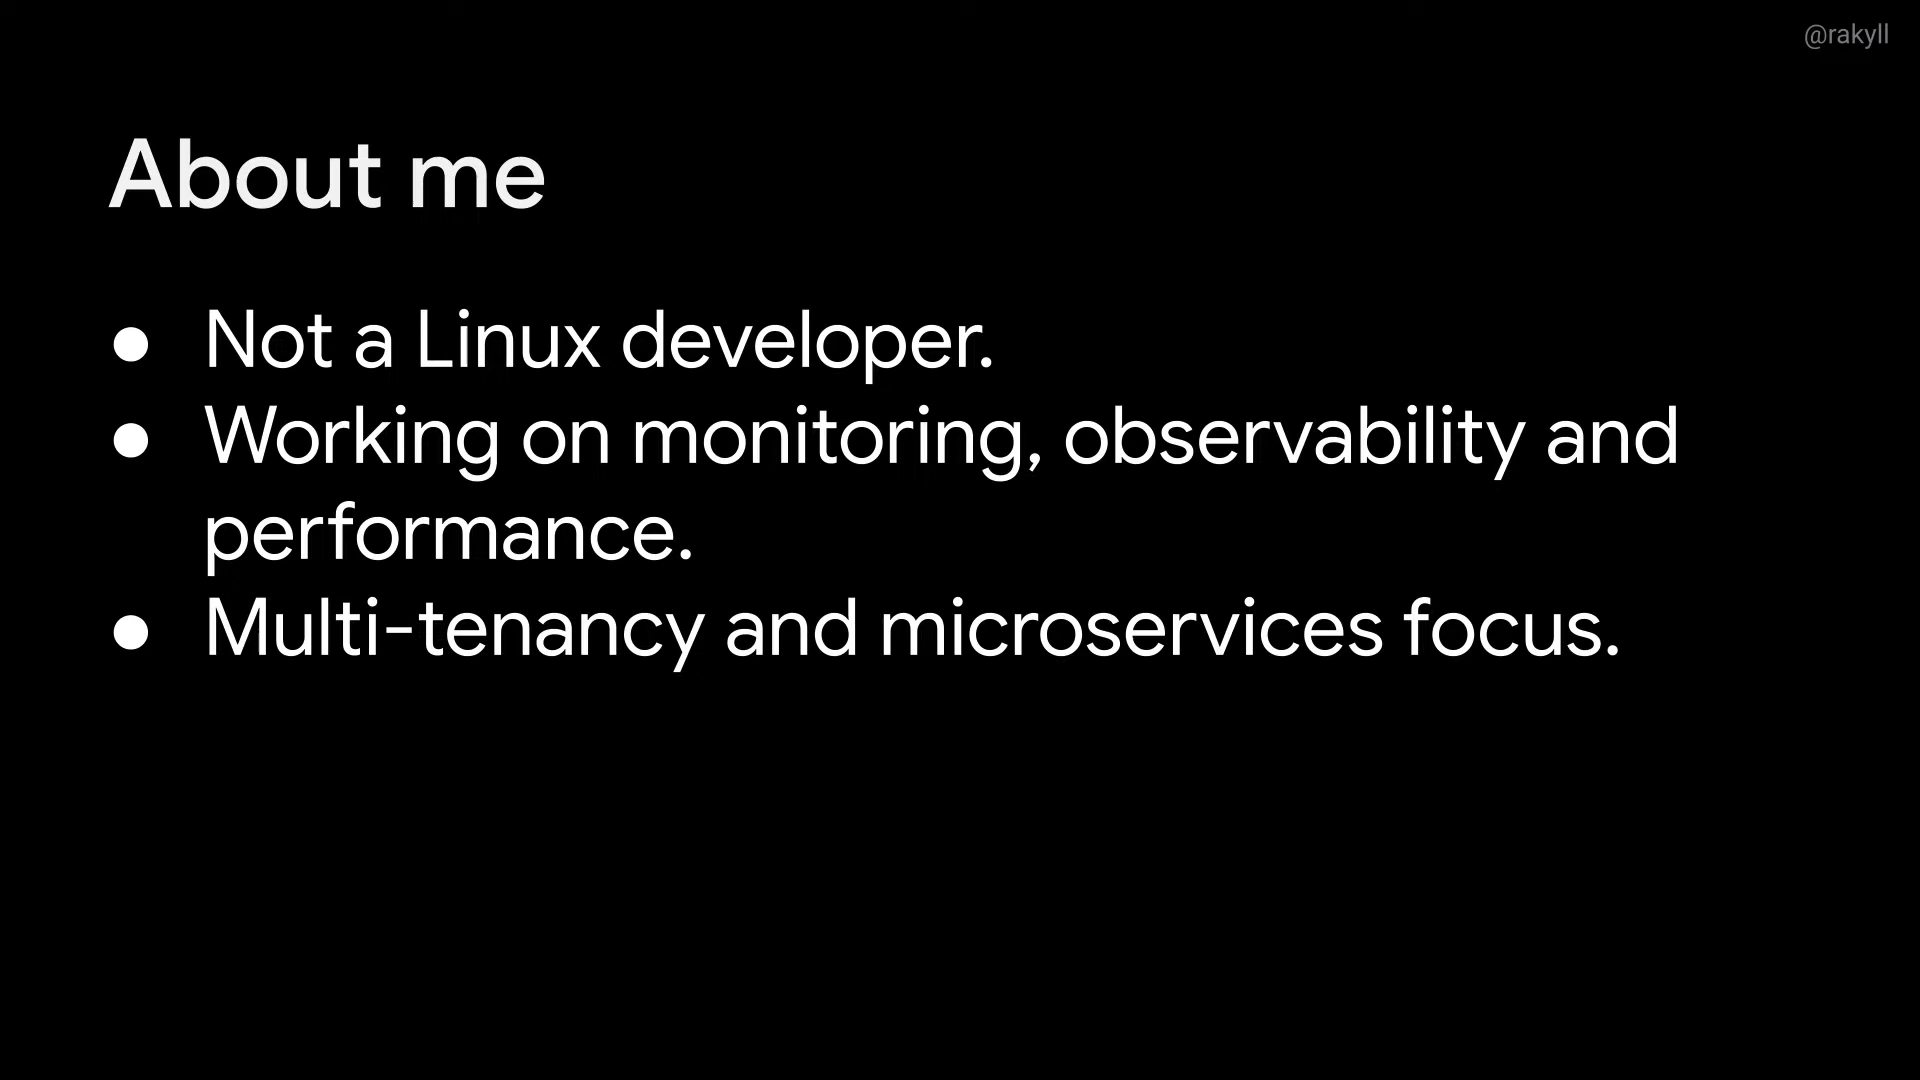 @rakyll
About me
● Not a Linux developer.
● Working on monitoring, observability and
performance.
● Multi-tenancy and microservices focus.